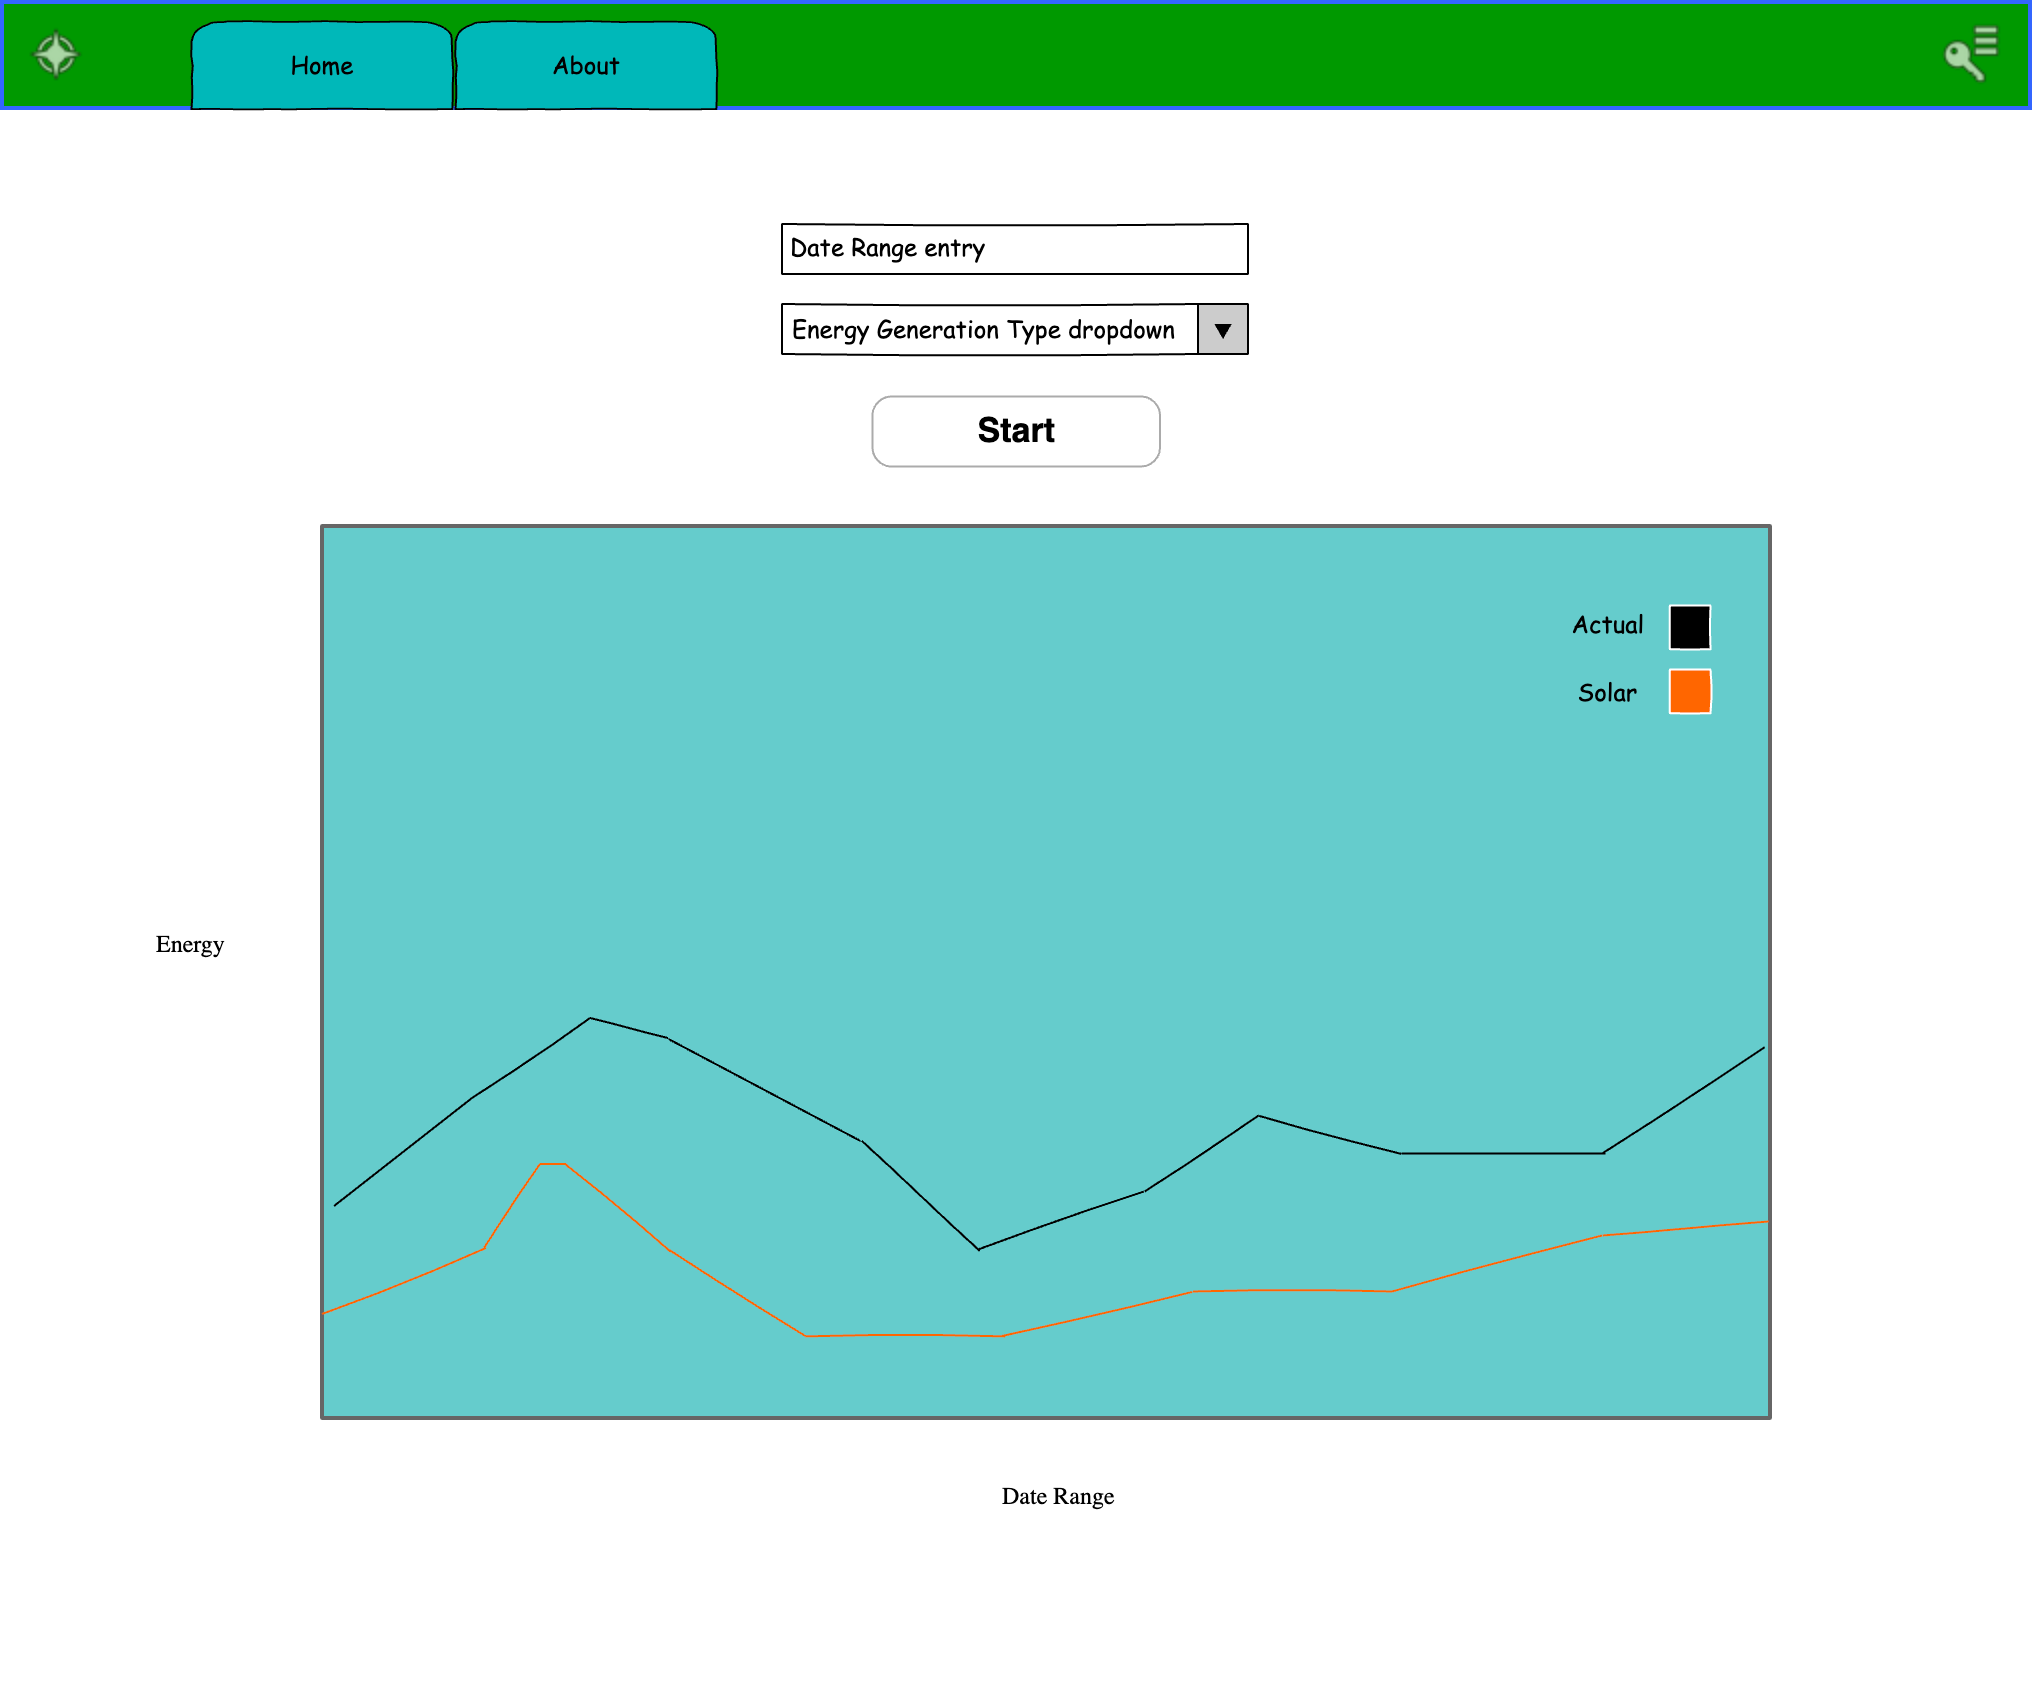 Home
About
Date Range entry
Energy Generation Type dropdown
Start
Actual
Solar
Energy
Date Range